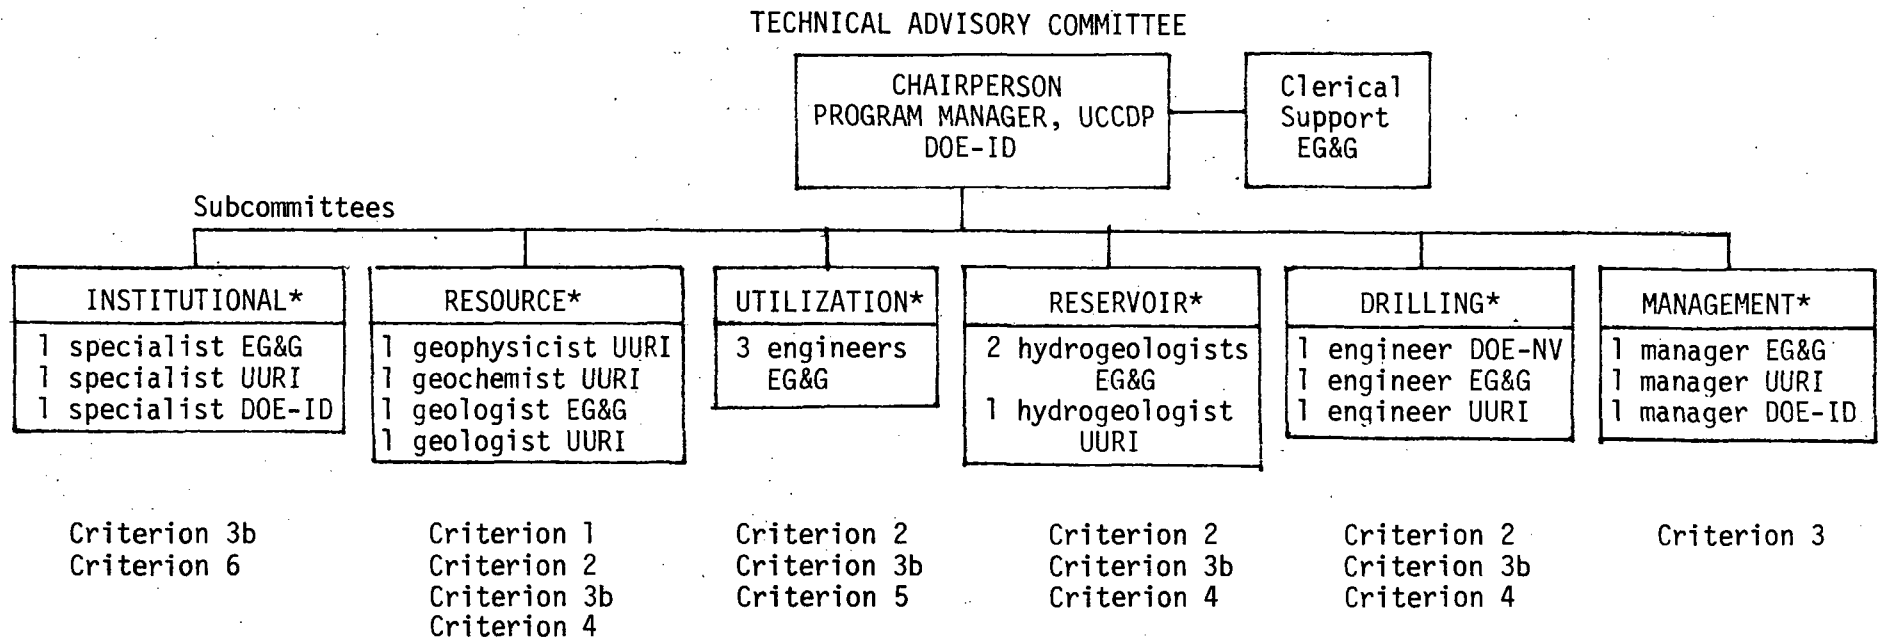 TECHNICAL ADVISORY COMMITTEE
CHAIRPERSON
PROGRAM MANAGER, UCCDP
DOE-ID
Clerical
Support
EG&G
Subcommittees
INSTITUTIONAL*
1 specialist EG&G
1 specialist UURI
1 specialist DOE-ID
RESOURCE*
1 geophysicist UURI
1 geochemist UURI
1 geologist EG&G
1 geologist UURI
UTILIZATION*
3 engineers
EG&G
RESERVOIR*
2 hydrogeologists
EG&G
1 hydrogeologist
UURI
DRILLING*
1 engineer DOE-NV
1 engineer EG&G
1 engineer UURI
MANAGEMENT*
1 manager EG&G
1 manager UURI
1 manager DOE-ID
Criterion 3b
Criterion 6
Criterion 1
Criterion 2
Criterion 3b
Criterion 4
Criterion 2
Criterion 3b
Criterion 5
Criterion 2
Criterion 3b
Criterion 4
Criterion 2
Criterion 3b
Criterion 4
Criterion 3